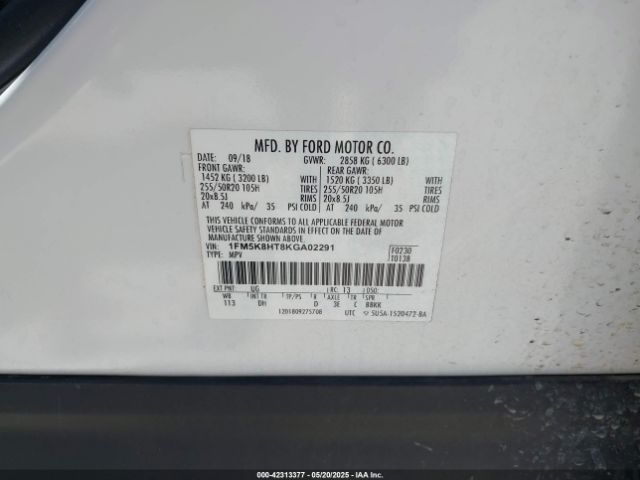 MFD. BY FORD MOTOR CO.
DATE: 09/18 GVWR: 2858 KG ( 6300 LB)
FRONT GAWR: REAR GAWR:
1452 KG ( 3200 LB) WITH 1520 KG ( 3350 LB) WITH
255/50R20 105H TIRES 255/50R20 105H TIRES
20x8.5J RIMS 20x8.5J RIMS
AT 240 kPa/ 35 PSI COLD AT 240 kPa/ 35 PSI COLD
THIS VEHICLE CONFORMS TO ALL APPLICABLE FEDERAL MOTOR
VEHICLE SAFETY STANDARDS IN EFFECT ON THE DATE OF
MANUFACTURE SHOWN ABOVE.
VIN: 1FM5K8HT8KGA02291 F0230
TYPE: MPV T0128
EXT PNT: UG RC: 13 DSO:
WB INT TR TP/PS R AXLE TR SPR
113 DH D 3E C BBKK
1201809275708 UTC 5U5A-1520472-BA
000-42313377 05/20/2025 IAAI.COM